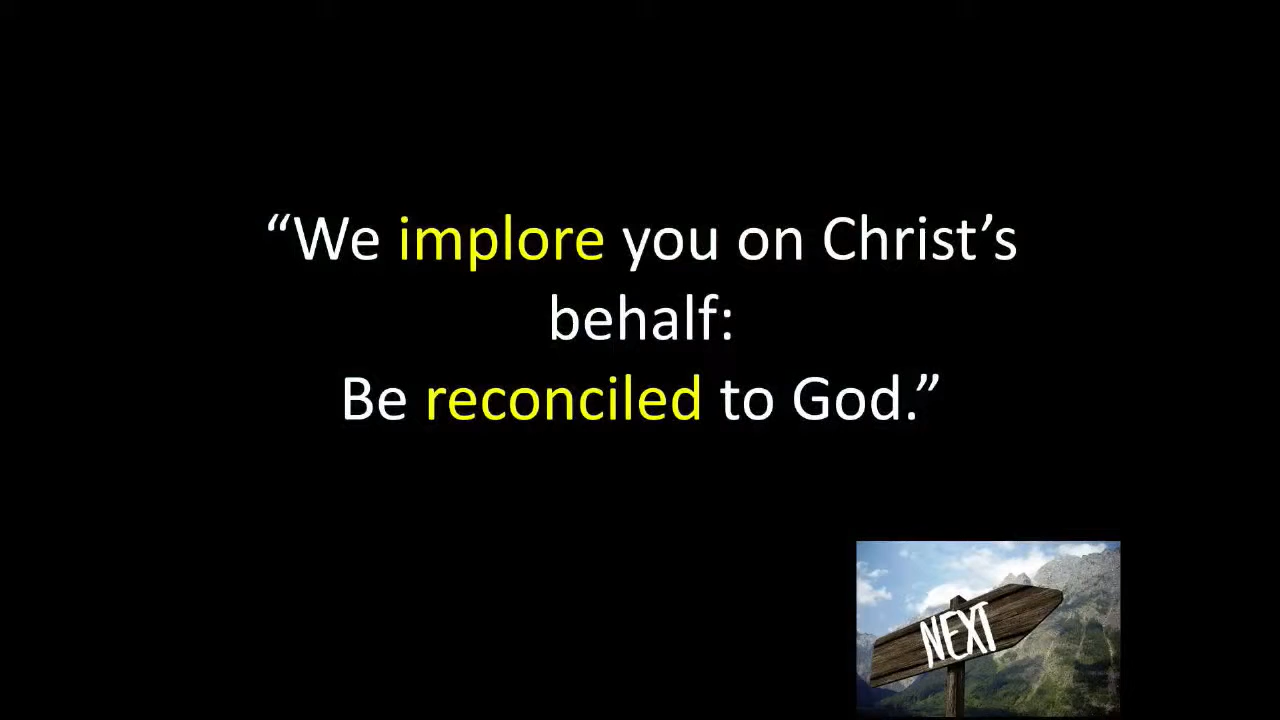 “We implore you on Christ’s
behalf:
Be reconciled to God.”
NEXT